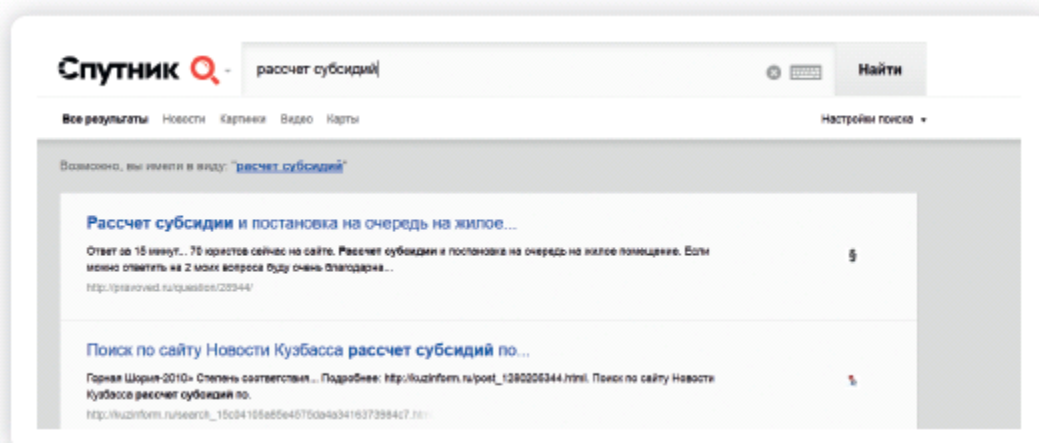 Спутник
рассчет субсидий
Найти
Все результаты Новости Картинки Видео Карты
Настройки поиска
Возможно, вы имели в виду: "расчет субсидий"
Рассчет субсидии и постановка на очередь на жилое...
Ответ за 15 минут... 70 юристов сейчас на сайте. Рассчет субсидии и постановка на очередь на жилое помещение. Если
можно ответить на 2 моих вопроса буду очень благодарна...
http://pravoved.ru/question/28944/
§
Поиск по сайту Новости Кузбасса рассчет субсидий по...
Горная Шория-2010» Степень соответствия... Подробнее: http://kuzinform.ru/post_1280205344.html. Поиск по сайту Новости
Кузбасса рассчет субсидий по.